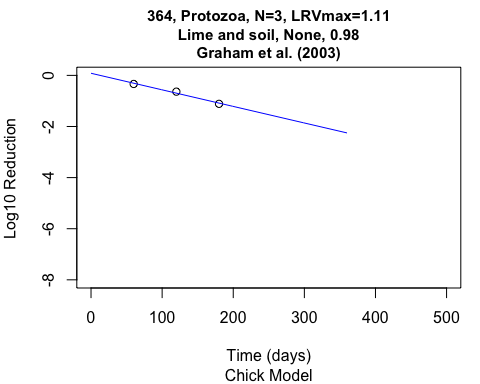 364, Protozoa, N=3, LRVmax=1.11
Lime and soil, None, 0.98
Graham et al. (2003)
Log10 Reduction
0
-2
-4
-6
-8
0 100 200 300 400 500
Time (days)
Chick Model